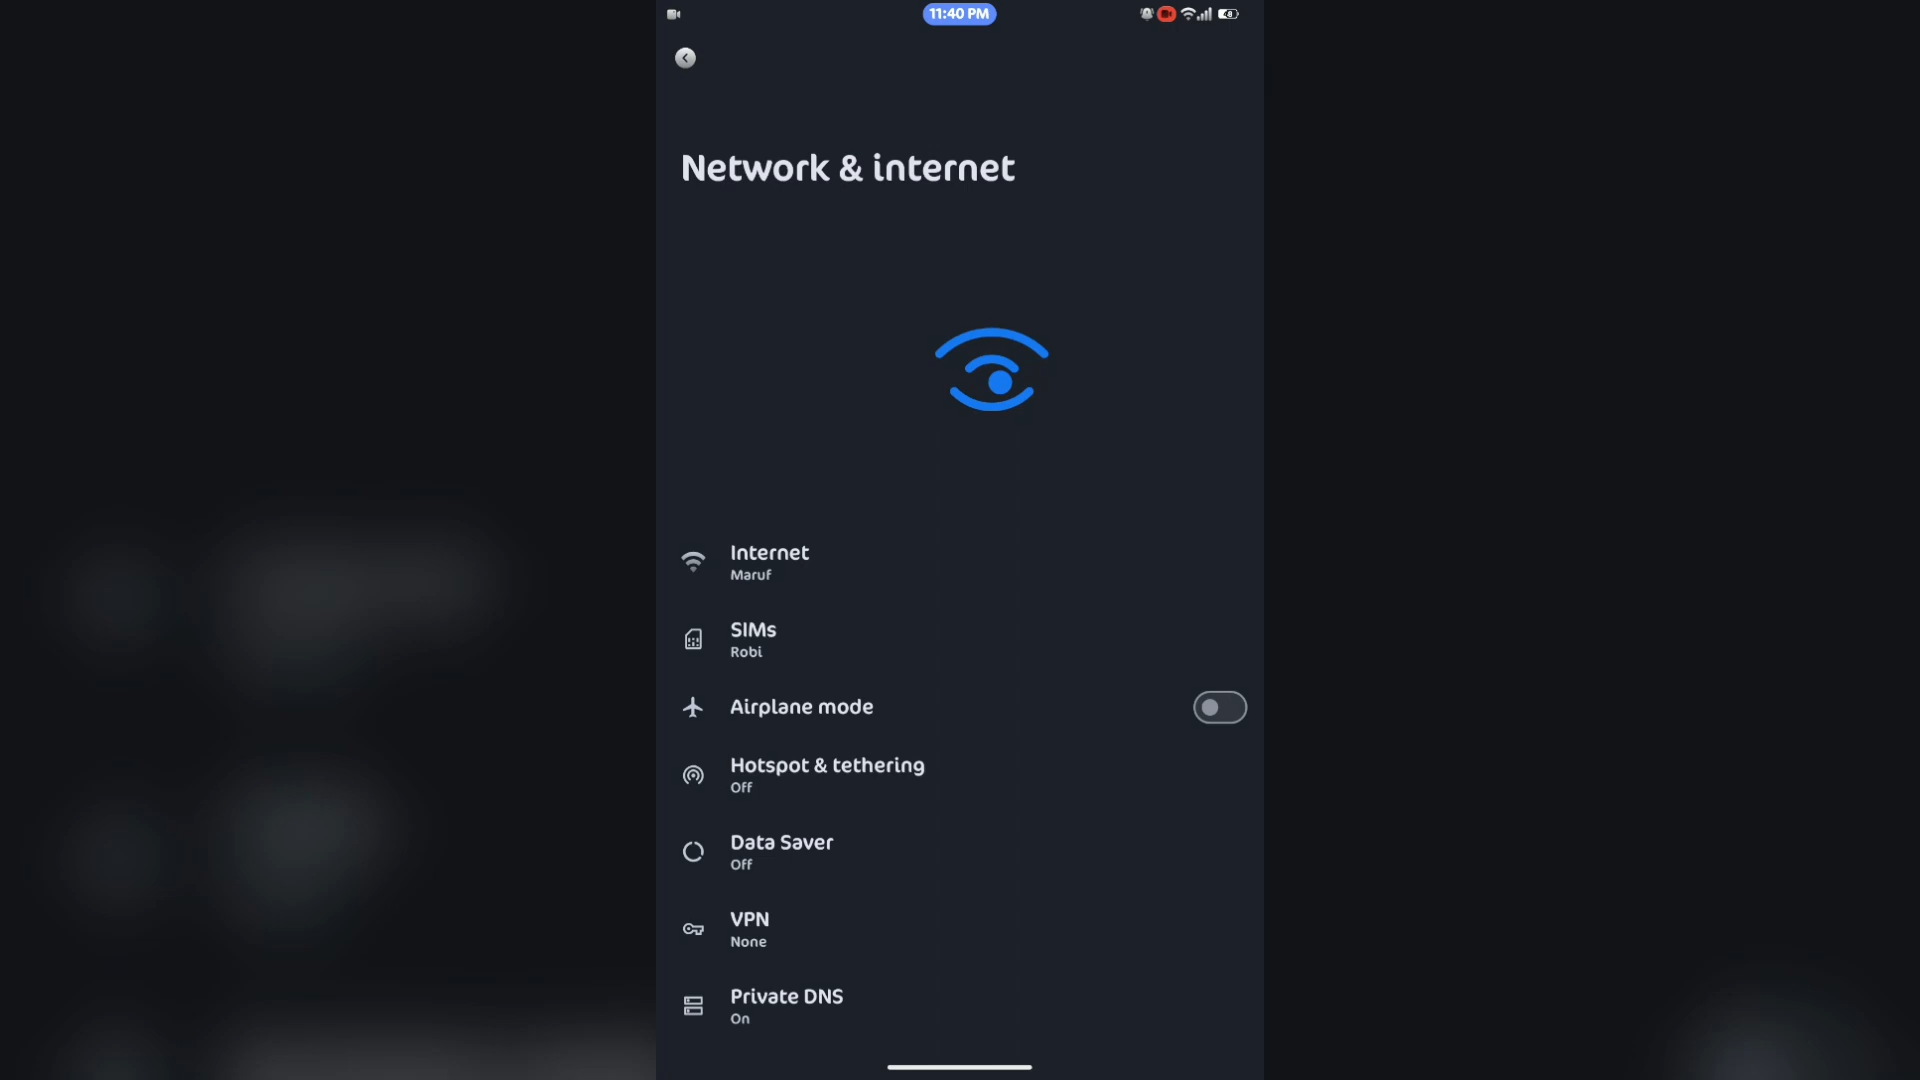 11:40 PM
Network & internet
Internet
Maruf
SIMs
Robi
Airplane mode
Hotspot & tethering
Off
Data Saver
Off
VPN
None
Private DNS
On